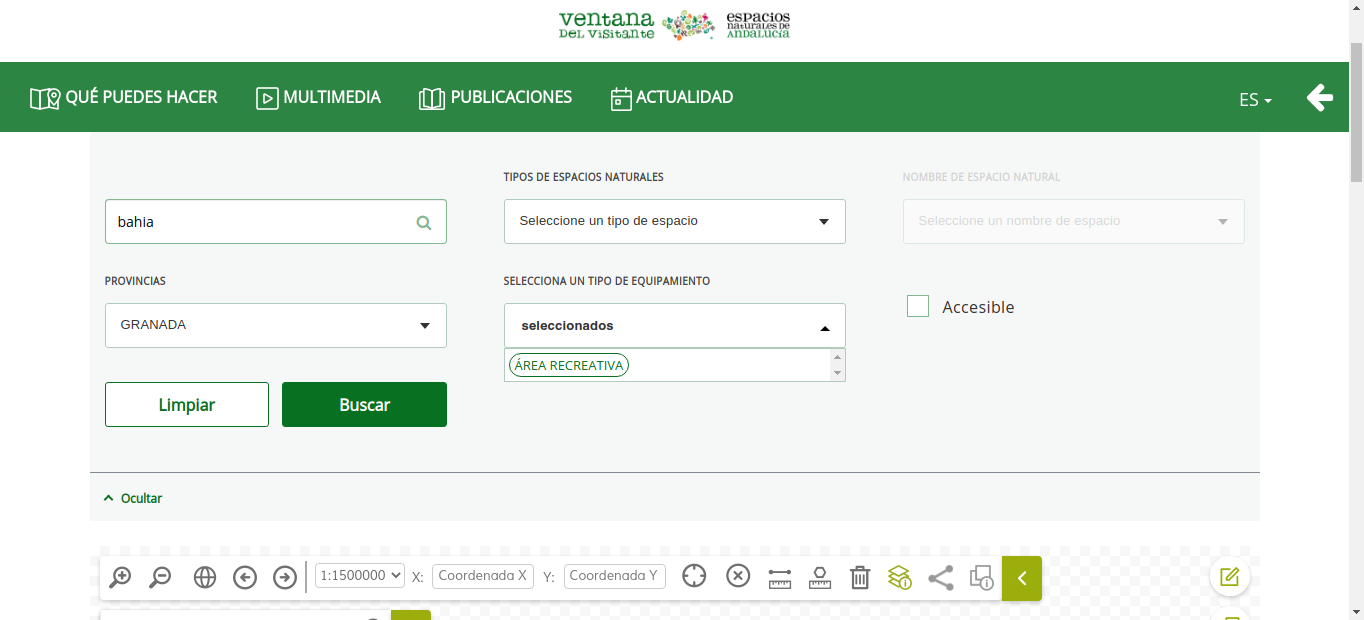 ventana
DEL VISITANTE
espacios
naturales de
ANDALUCÍA
QUÉ PUEDES HACER
MULTIMEDIA
PUBLICACIONES
ACTUALIDAD
ES
TIPOS DE ESPACIOS NATURALES
NOMBRE DE ESPACIO NATURAL
bahia
Seleccione un tipo de espacio
Seleccione un nombre de espacio
PROVINCIAS
SELECCIONA UN TIPO DE EQUIPAMIENTO
GRANADA
seleccionados
Accesible
ÁREA RECREATIVA
Limpiar
Buscar
Ocultar
1:1500000
X:
Coordenada X
Y:
Coordenada Y